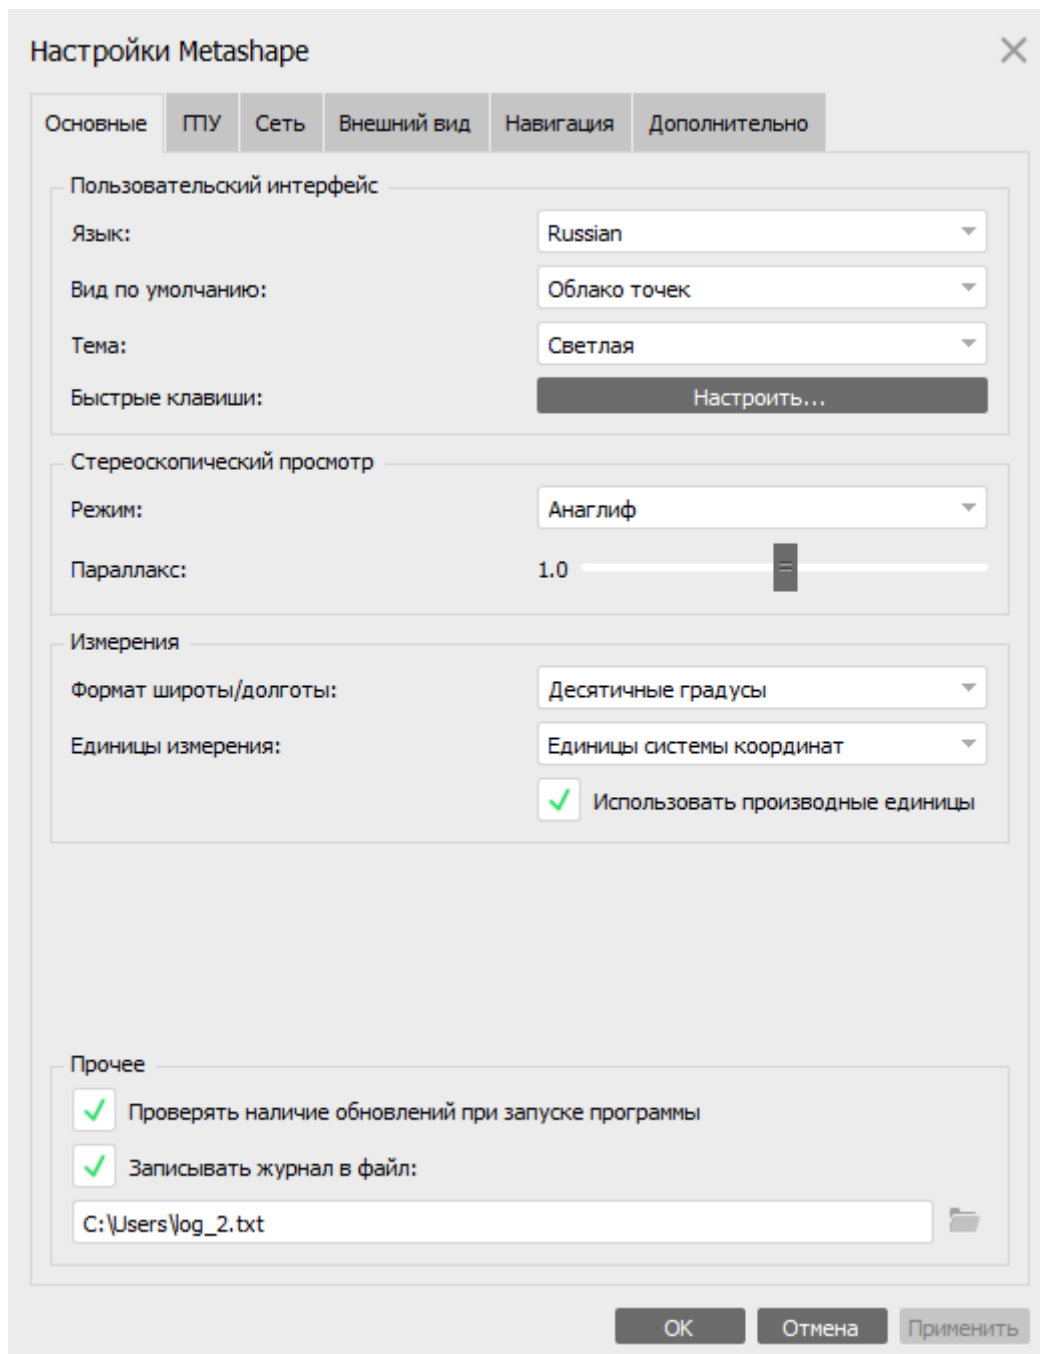 Настройки Metashape
Основные ГПУ Сеть Внешний вид Навигация Дополнительно
Пользовательский интерфейс
Язык: Russian
Вид по умолчанию: Облако точек
Тема: Светлая
Быстрые клавиши: Настроить...
Стереоскопический просмотр
Режим: Анаглиф
Параллакс: 1.0
Измерения
Формат широты/долготы: Десятичные градусы
Единицы измерения: Единицы системы координат
Использовать производные единицы
Прочее
Проверять наличие обновлений при запуске программы
Записывать журнал в файл:
C:\Users\log_2.txt
OK Отмена Применить